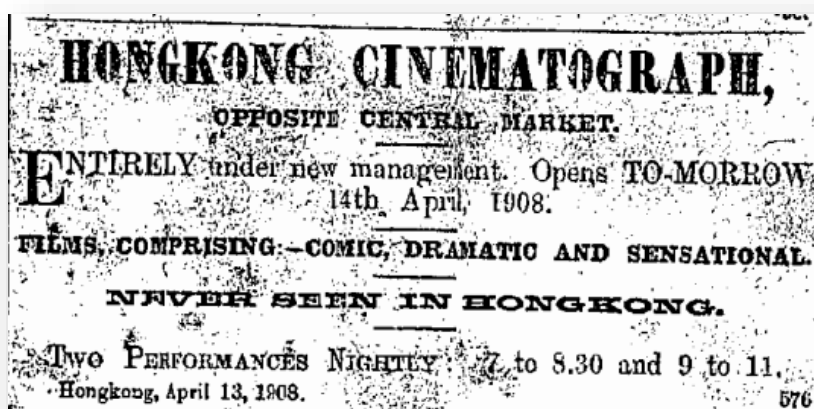 HONGKONG CINEMATOGRAPH,
OPPOSITE CENTRAL MARKET.
ENTIRELY under new management. Opens TO-MORROW
14th April, 1908.
FILMS, COMPRISING:—COMIC, DRAMATIC AND SENSATIONAL.
NEVER SEEN IN HONGKONG.
TWO PERFORMANCES NIGHTLY: 7 to 8.30 and 9 to 11.
Hongkong, April 13, 1908.
576